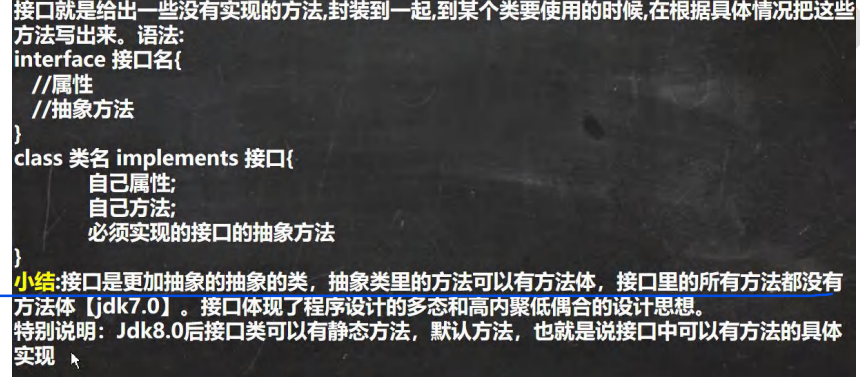 接口就是给出一些没有实现的方法,封装到一起,到某个类要使用的时候,在根据具体情况把这些
方法写出来。语法:
interface 接口名{
//属性
//抽象方法
}
class 类名 implements 接口{
自己属性;
自己方法;
必须实现的接口的抽象方法
}
小结:接口是更加抽象的抽象的类，抽象类里的方法可以有方法体，接口里的所有方法都没有
方法体【jdk7.0】。接口体现了程序设计的多态和高内聚低偶合的设计思想。
特别说明：Jdk8.0后接口类可以有静态方法，默认方法，也就是说接口中可以有方法的具体
实现